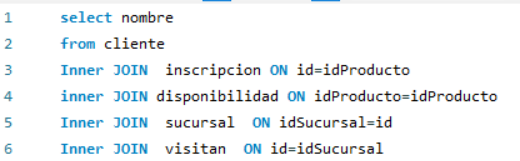 1 select nombre
2 from cliente
3 Inner JOIN inscripcion ON id=idProducto
4 inner JOIN disponibilidad ON idProducto=idProducto
5 Inner JOIN sucursal ON idSucursal=id
6 Inner JOIN visitan ON id=idSucursal